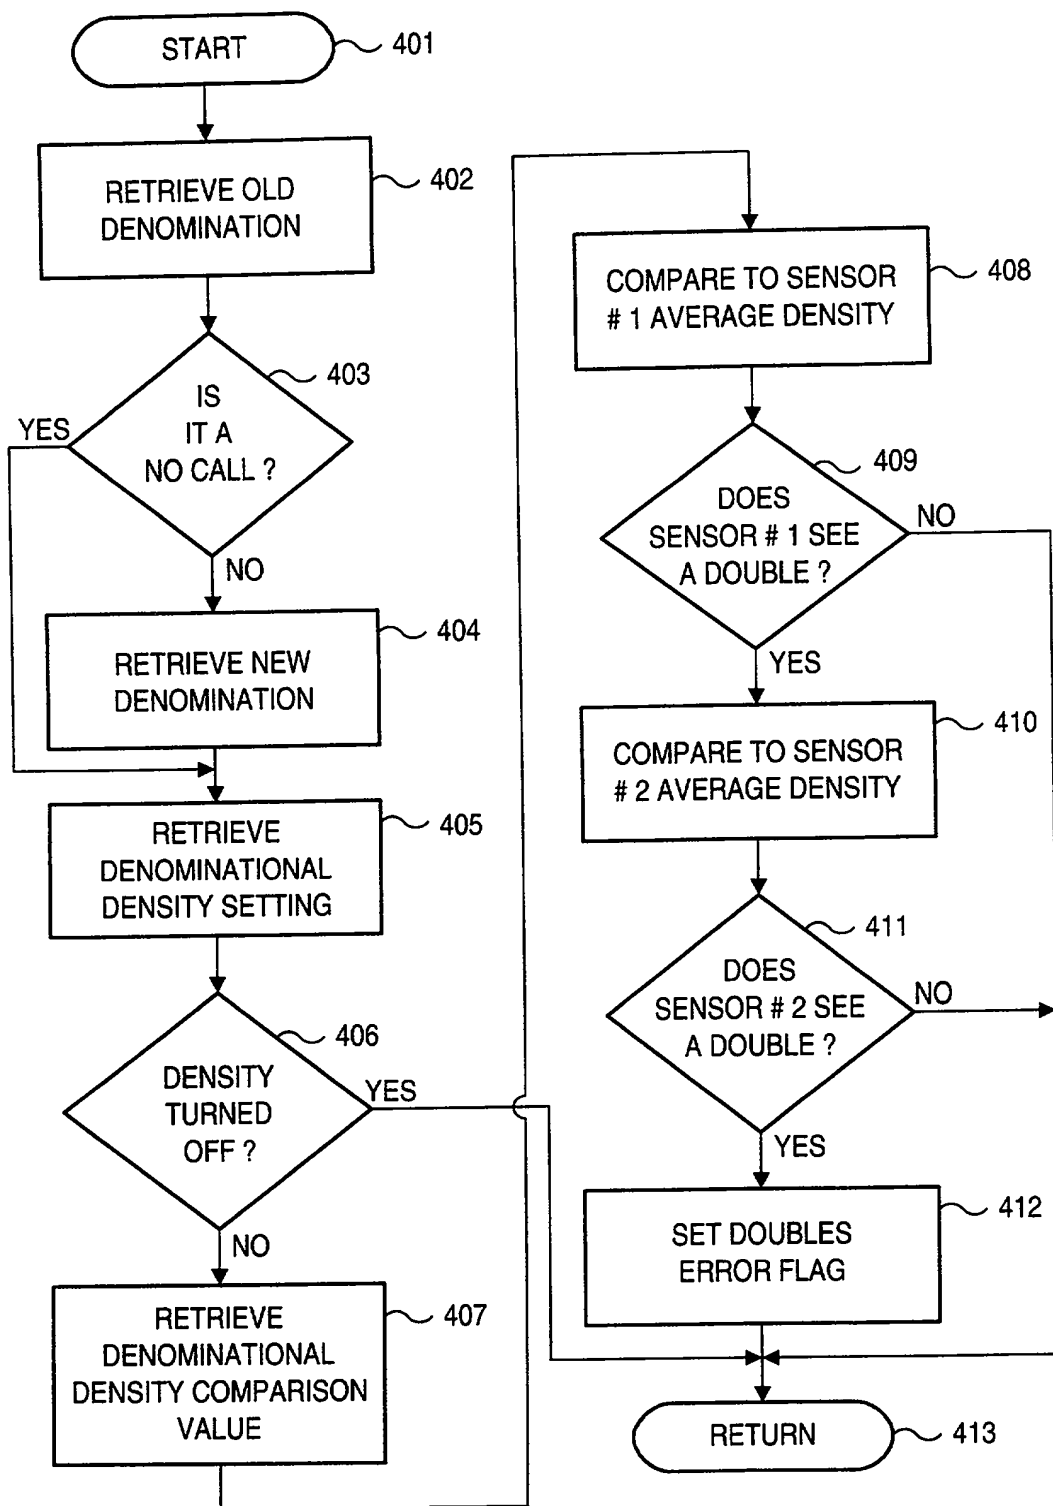 START
401
RETRIEVE OLD
DENOMINATION
402
IS
IT A
NO CALL ?
403
YES
NO
RETRIEVE NEW
DENOMINATION
404
RETRIEVE
DENOMINATIONAL
DENSITY SETTING
405
DENSITY
TURNED
OFF ?
406
YES
NO
RETRIEVE
DENOMINATIONAL
DENSITY COMPARISON
VALUE
407
COMPARE TO SENSOR
# 1 AVERAGE DENSITY
408
DOES
SENSOR # 1 SEE
A DOUBLE ?
409
NO
YES
COMPARE TO SENSOR
# 2 AVERAGE DENSITY
410
DOES
SENSOR # 2 SEE
A DOUBLE ?
411
NO
YES
SET DOUBLES
ERROR FLAG
412
RETURN
413